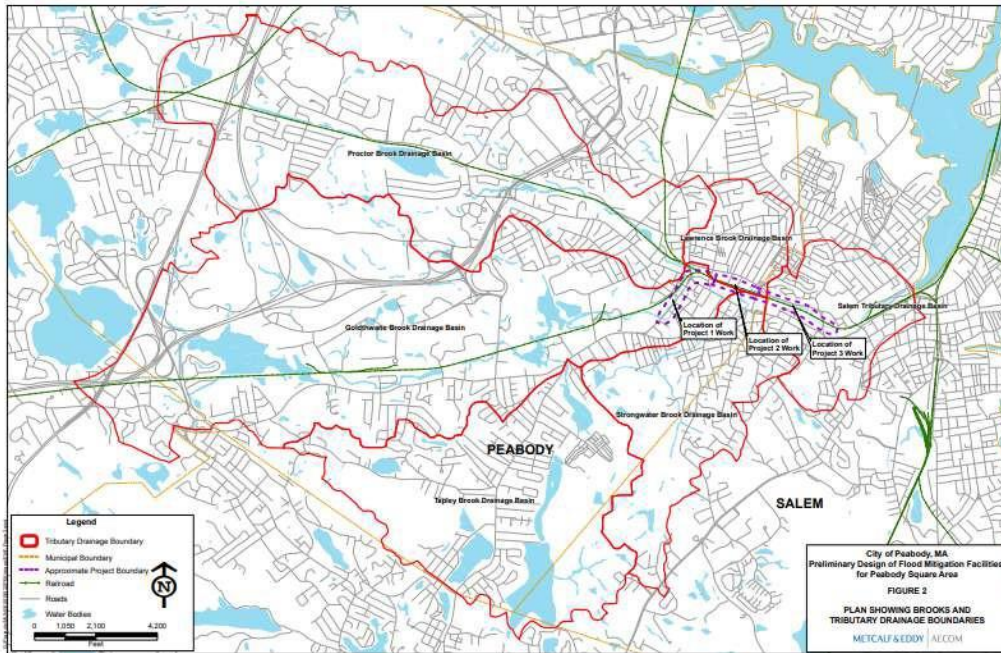 Proctor Brook Drainage Basin
Lawrence Brook Drainage Basin
Salem Tributary Drainage Basin
Goldthwaite Brook Drainage Basin
Location of
Project 1 Work
Location of
Project 2 Work
Location of
Project 3 Work
Strongwater Brook Drainage Basin
PEABODY
Tapley Brook Drainage Basin
SALEM
Legend
Tributary Drainage Boundary
Municipal Boundary
Approximate Project Boundary
Railroad
Roads
Water Bodies
N
0 1,050 2,100 4,200
Feet
City of Peabody, MA
Preliminary Design of Flood Mitigation Facilities
for Peabody Square Area
FIGURE 2
PLAN SHOWING BROOKS AND
TRIBUTARY DRAINAGE BOUNDARIES
METCALF & EDDY | AECOM